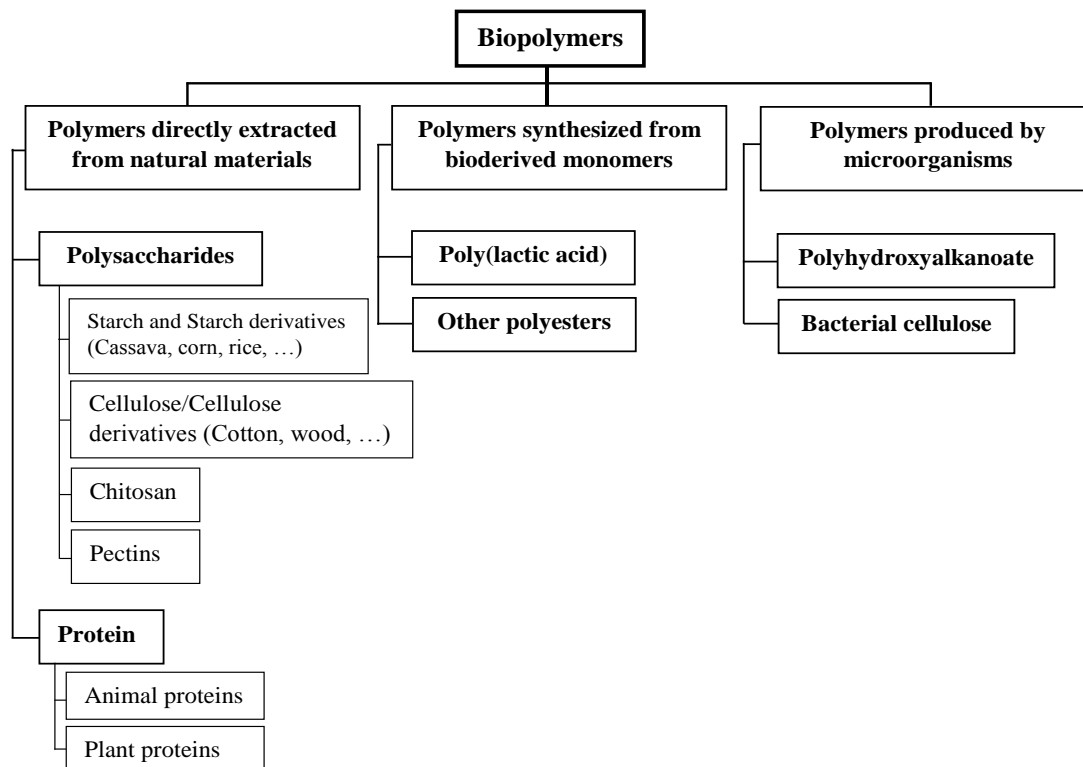 Biopolymers
Polymers directly extracted
from natural materials
Polysaccharides
Starch and Starch derivatives
(Cassava, corn, rice, …)
Cellulose/Cellulose
derivatives (Cotton, wood, …)
Chitosan
Pectins
Protein
Animal proteins
Plant proteins
Polymers synthesized from
bioderived monomers
Poly(lactic acid)
Other polyesters
Polymers produced by
microorganisms
Polyhydroxyalkanoate
Bacterial cellulose